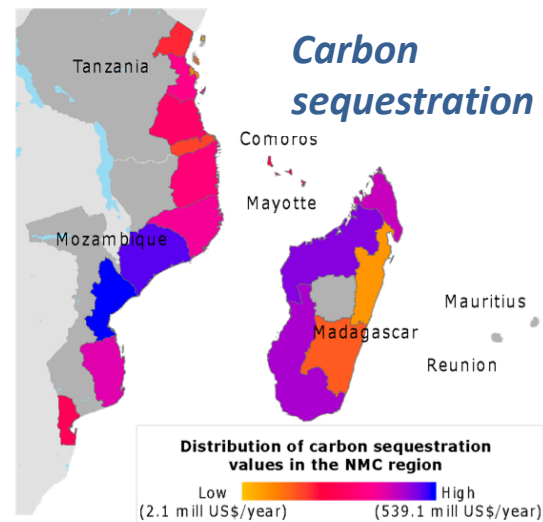 Carbon
sequestration
Tanzania
Comoros
Mayotte
Mozambique
Mauritius
Madagascar
Reunion
Distribution of carbon sequestration
values in the NMC region
Low High
(2.1 mill US$/year) (539.1 mill US$/year)